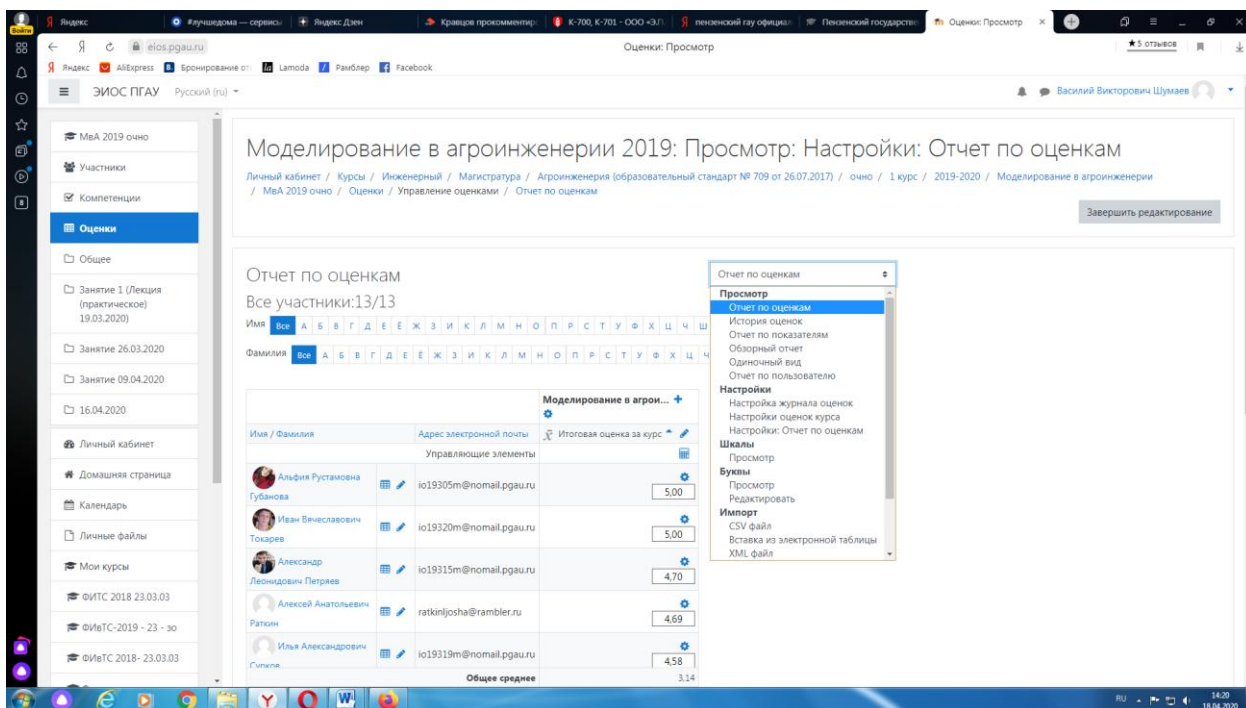 Яндекс
#лучшедома — сервисы
Яндекс Дзен
Кравцов прокомментир
К-700, К-701 - ООО «З.Г
пензенский гау официал
Пензенский государстве
Оценки: Просмотр
Войти
elos.pgau.ru
Оценки: Просмотр
★ 5 отзывов
Яндекс
AliExpress
Бронирование от
Lamoda
Рамблер
Facebook
ЭИОС ПГАУ
Русский (ru)
Василий Викторович Шумаев
МвА 2019 очно
Участники
Компетенции
Оценки
Общее
Занятие 1 (Лекция
(практическое)
19.03.2020)
Занятие 26.03.2020
Занятие 09.04.2020
16.04.2020
Личный кабинет
Домашняя страница
Календарь
Личные файлы
Мои курсы
ФИТС 2018 23.03.03
ФИвТС-2019 - 23 - зо
ФИвТС 2018- 23.03.03
Моделирование в агроинженерии 2019: Просмотр: Настройки: Отчет по оценкам
Личный кабинет / Курсы / Инженерный / Магистратура / Агроинженерия (образовательный стандарт № 709 от 26.07.2017) / очно / 1 курс / 2019-2020 / Моделирование в агроинженерии
/ МвА 2019 очно / Оценки / Управление оценками / Отчет по оценкам
Завершить редактирование
Отчет по оценкам
Все участники:13/13
Имя Все А Б В Г Д Е Ё Ж З И К Л М Н О П Р С Т У Ф Х Ц Ч Ш
Фамилия Все А Б В Г Д Е Ё Ж З И К Л М Н О П Р С Т У Ф Х Ц Ч
Отчет по оценкам
Просмотр
Отчет по оценкам
История оценок
Отчет по показателям
Обзорный отчет
Одиночный вид
Отчет по пользователю
Настройки
Настройка журнала оценок
Настройки оценок курса
Настройки: Отчет по оценкам
Шкалы
Просмотр
Буквы
Просмотр
Редактировать
Импорт
CSV файл
Вставка из электронной таблицы
XML файл
Моделирование в агрои...
Имя / Фамилия
Адрес электронной почты
Итоговая оценка за курс
Управляющие элементы
Альфия Рустамовна
Губанова
io19305m@nomail.pgau.ru
5,00
Иван Вячеславович
Токарев
io19320m@nomail.pgau.ru
5,00
Александр
Леонидович Петряев
io19315m@nomail.pgau.ru
4,70
Алексей Анатольевич
Раткин
ratkinljosha@rambler.ru
4,69
Илья Александрович
Сурков
io19319m@nomail.pgau.ru
4,58
Общее среднее
3,14
RU
14:20
18.04.2020